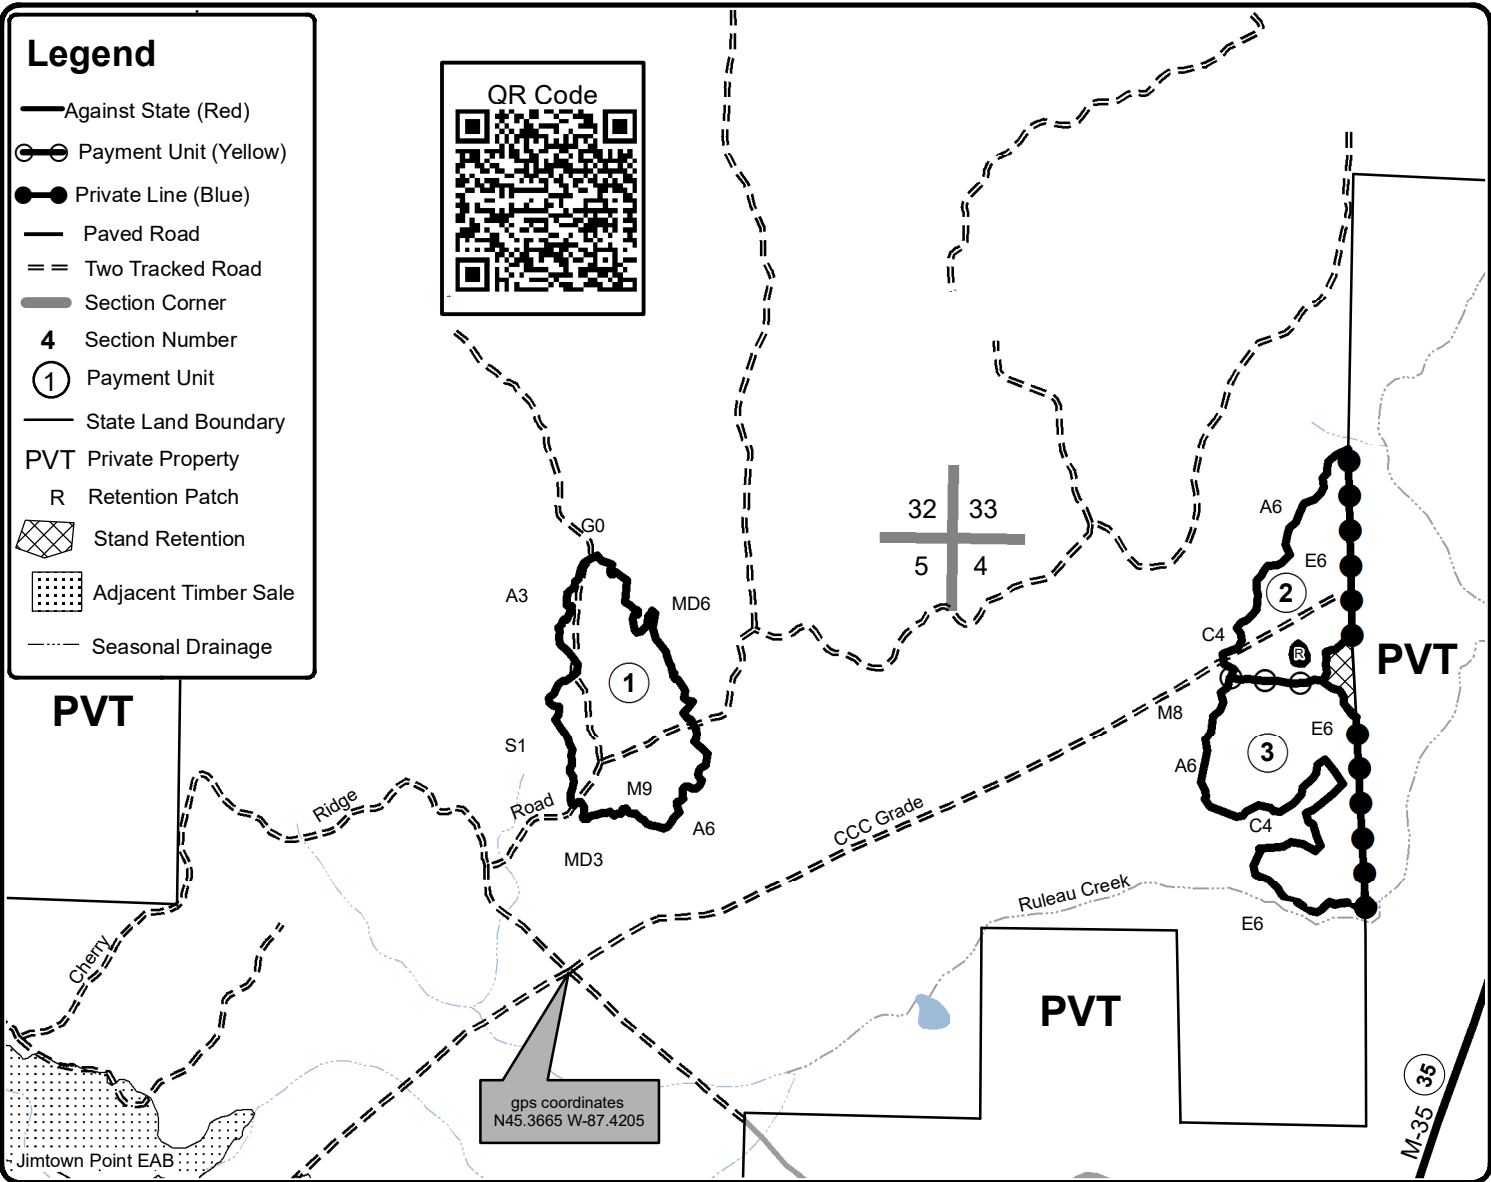 Legend
Against State (Red)
Payment Unit (Yellow)
Private Line (Blue)
Paved Road
Two Tracked Road
Section Corner
4 Section Number
1 Payment Unit
State Land Boundary
PVT Private Property
R Retention Patch
Stand Retention
Adjacent Timber Sale
Seasonal Drainage
QR Code
32 33
5 4
G0
A3
MD6
1
S1
M9
A6
MD3
A6
E6
2
C4
R
PVT
M8
E6
A6
3
C4
E6
PVT
Ridge
Road
Cherry
CCC Grade
Ruleau Creek
PVT
gps coordinates
N45.3665 W-87.4205
M-35
35
Jimtown Point EAB